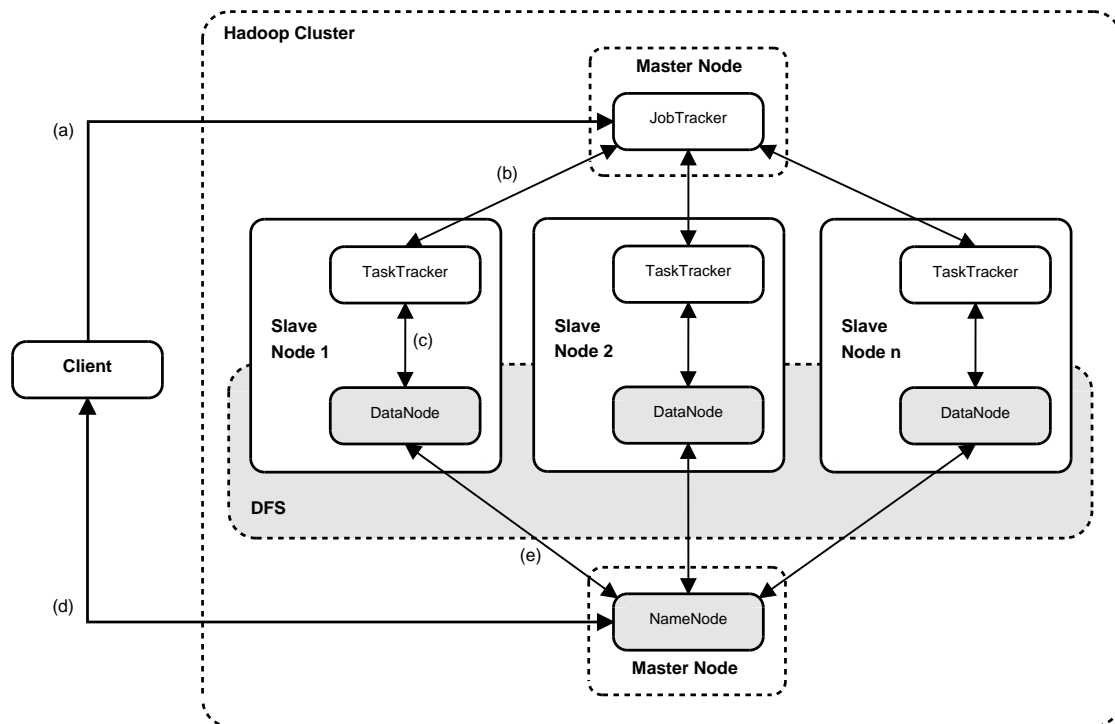 Hadoop Cluster
Master Node
JobTracker
(a)
(b)
TaskTracker
TaskTracker
TaskTracker
Slave
Node 1
(c)
Slave
Node 2
Slave
Node n
Client
DataNode
DataNode
DataNode
DFS
(e)
(d)
NameNode
Master Node